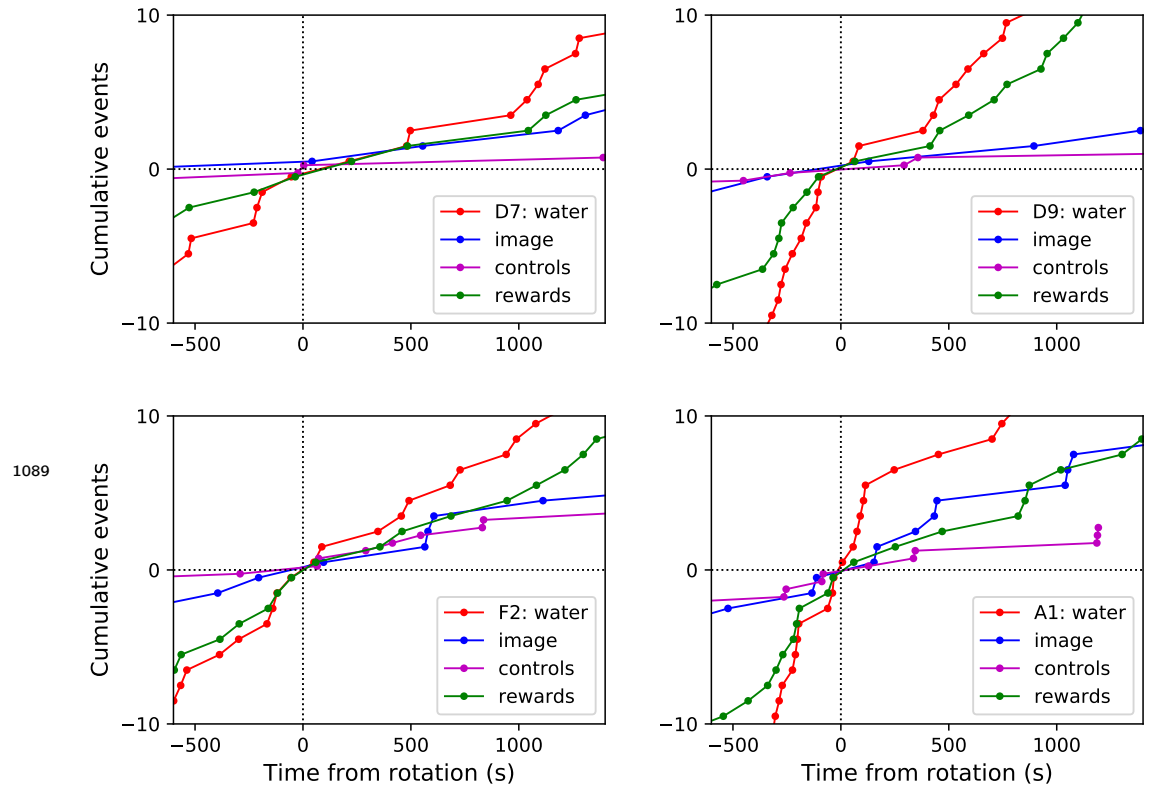 10
0
−10
Cumulative events
−500
0
500
1000
D7: water
image
controls
rewards
10
0
−10
−500
0
500
1000
D9: water
image
controls
rewards
1089
10
0
−10
Cumulative events
−500
0
500
1000
Time from rotation (s)
F2: water
image
controls
rewards
10
0
−10
−500
0
500
1000
Time from rotation (s)
A1: water
image
controls
rewards